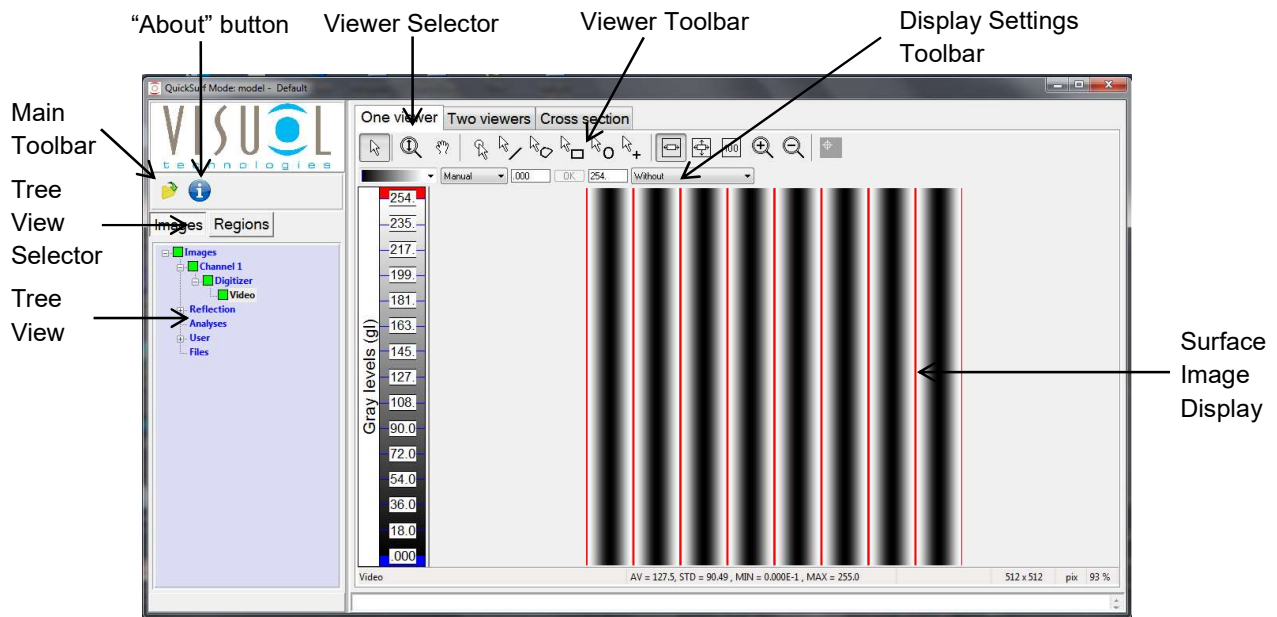 “About” button
Viewer Selector
Viewer Toolbar
Display Settings
Toolbar
Main
Toolbar
Tree
View
Selector
Tree
View
Surface
Image
Display
QuickSurf Mode: model - Default
VISUOL
technologies
Images Regions
Images
Channel 1
Digitizer
Video
Reflection
Analyses
User
Files
One viewer Two viewers Cross section
100
Manual .000 OK 254. Without
Gray levels (gl)
254.
235.
217.
199.
181.
163.
145.
127.
108.
90.0
72.0
54.0
36.0
18.0
.000
Video AV = 127.5, STD = 90.49 , MIN = 0.000E-1 , MAX = 255.0 512 x 512 pix 93 %